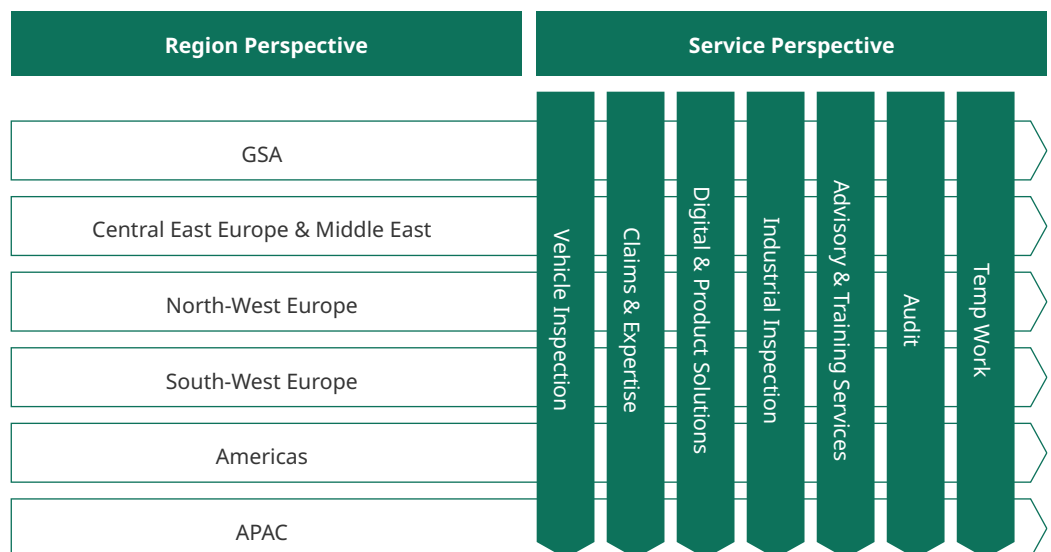 Region Perspective
Service Perspective
GSA
Central East Europe & Middle East
North-West Europe
South-West Europe
Americas
APAC
Vehicle Inspection
Claims & Expertise
Digital & Product Solutions
Industrial Inspection
Advisory & Training Services
Audit
Temp Work